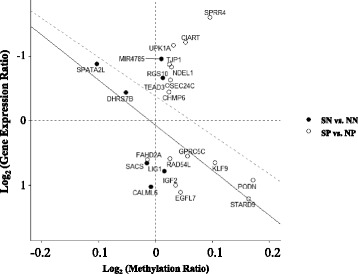 SPRR4
CIART
UPK1A
MIR4785
TJP1
SPATA2L
RGS10
NDEL1
TEAD3
SEC24C
DHRS7B
CHMP6
FAHD2A
GPRC5C
SACS
RAD54L
LIG1
KLF9
IGF2
PODN
CALML6
EGFL7
STARD9
-1
0
1
-0.2
0.1
0
0.1
0.2
Log2 (Gene Expression Ratio)
Log2 (Methylation Ratio)
SN vs. NN
SP vs. NP